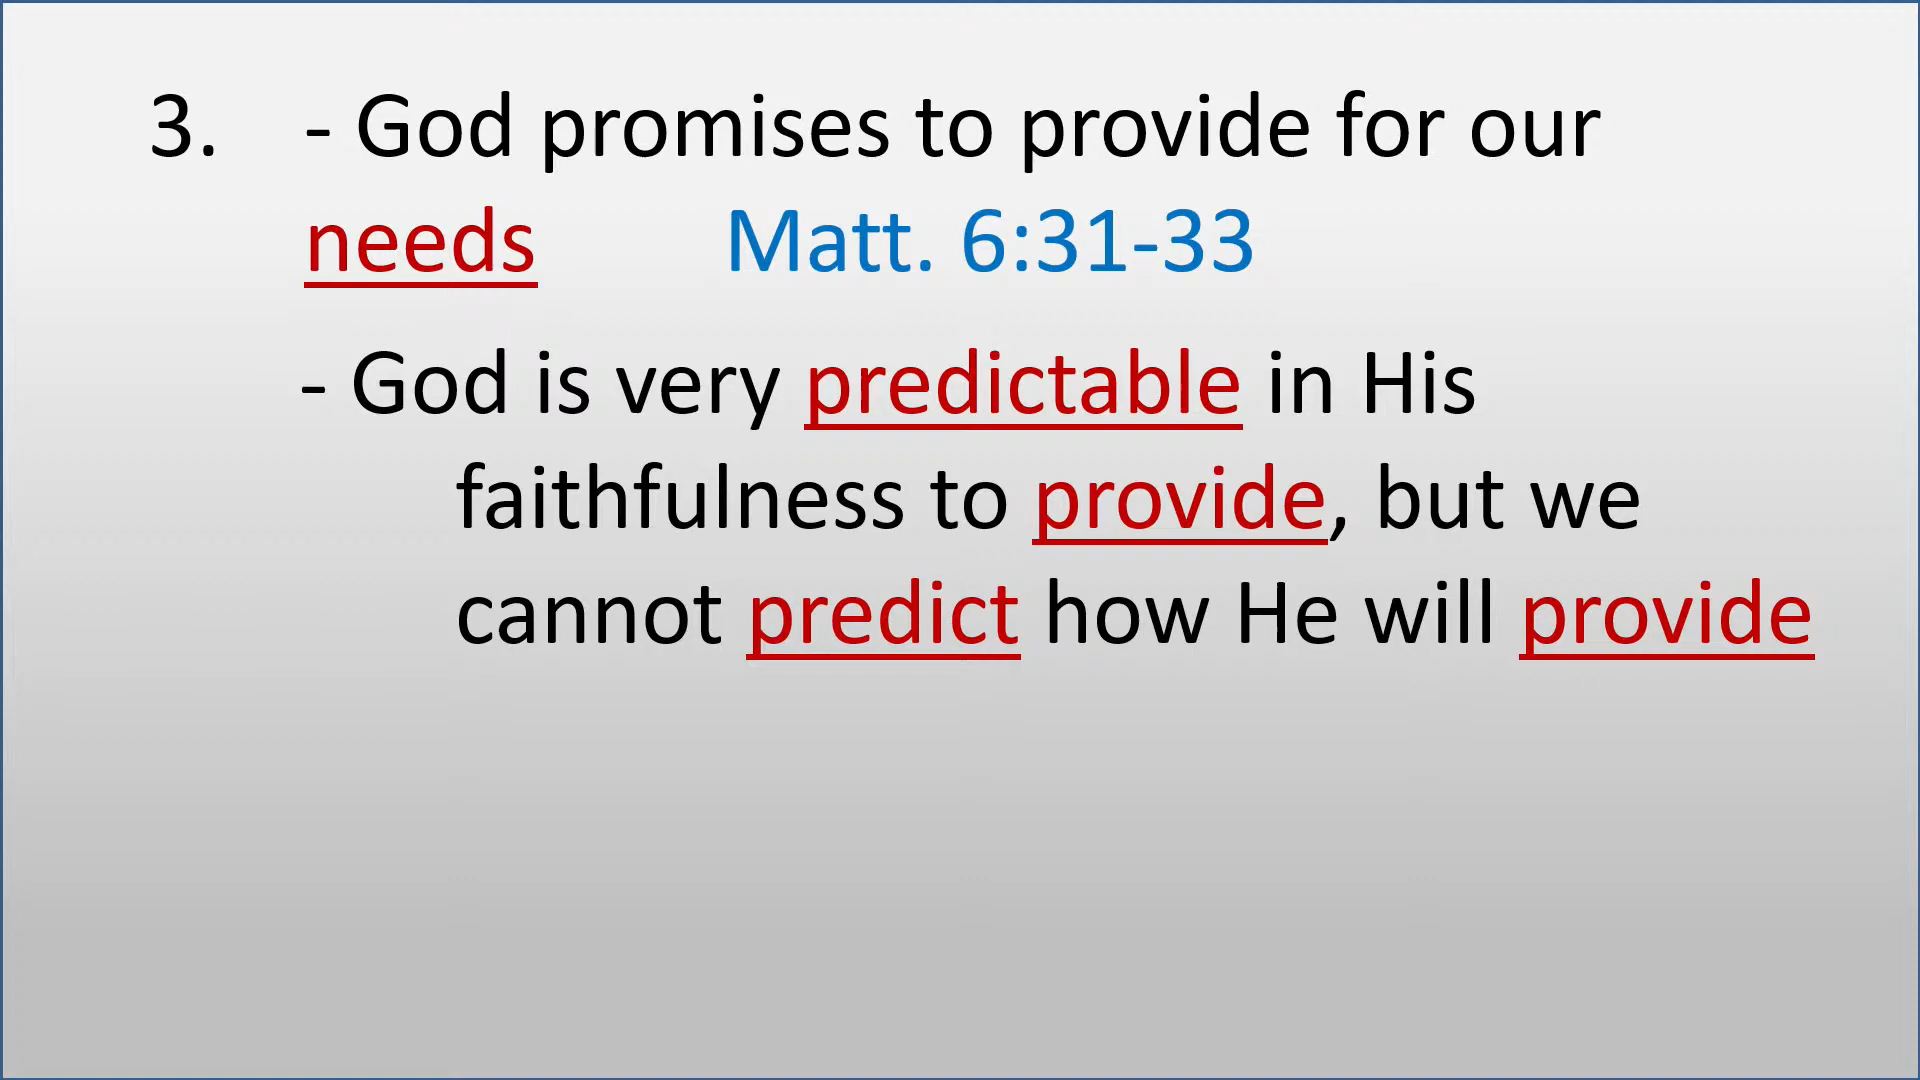 3. - God promises to provide for our
needs Matt. 6:31-33
- God is very predictable in His
faithfulness to provide, but we
cannot predict how He will provide